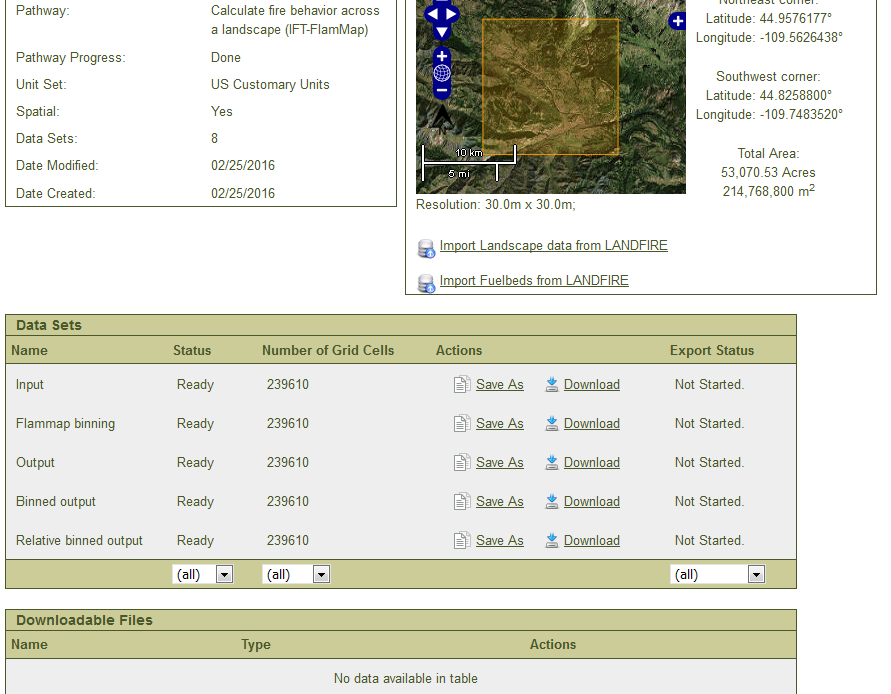 Pathway: Calculate fire behavior across
a landscape (IFT-FlamMap)
Pathway Progress: Done
Unit Set: US Customary Units
Spatial: Yes
Data Sets: 8
Date Modified: 02/25/2016
Date Created: 02/25/2016
10 km
5 mi
Resolution: 30.0m x 30.0m;
Import Landscape data from LANDFIRE
Import Fuelbeds from LANDFIRE
Northeast corner:
Latitude: 44.9576177°
Longitude: -109.5626438°
Southwest corner:
Latitude: 44.8258800°
Longitude: -109.7483520°
Total Area:
53,070.53 Acres
214,768,800 m²
Data Sets
Name Status Number of Grid Cells Actions Export Status
Input Ready 239610 Save As Download Not Started.
Flammap binning Ready 239610 Save As Download Not Started.
Output Ready 239610 Save As Download Not Started.
Binned output Ready 239610 Save As Download Not Started.
Relative binned output Ready 239610 Save As Download Not Started.
(all) (all) (all)
Downloadable Files
Name Type Actions
No data available in table